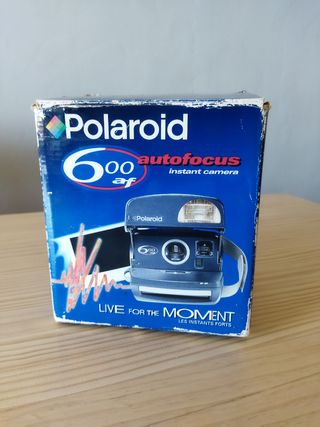 Polaroid
600 autofocus
af instant camera
Polaroid
600
LIVE FOR THE MOMENT
LES INSTANTS FORTS